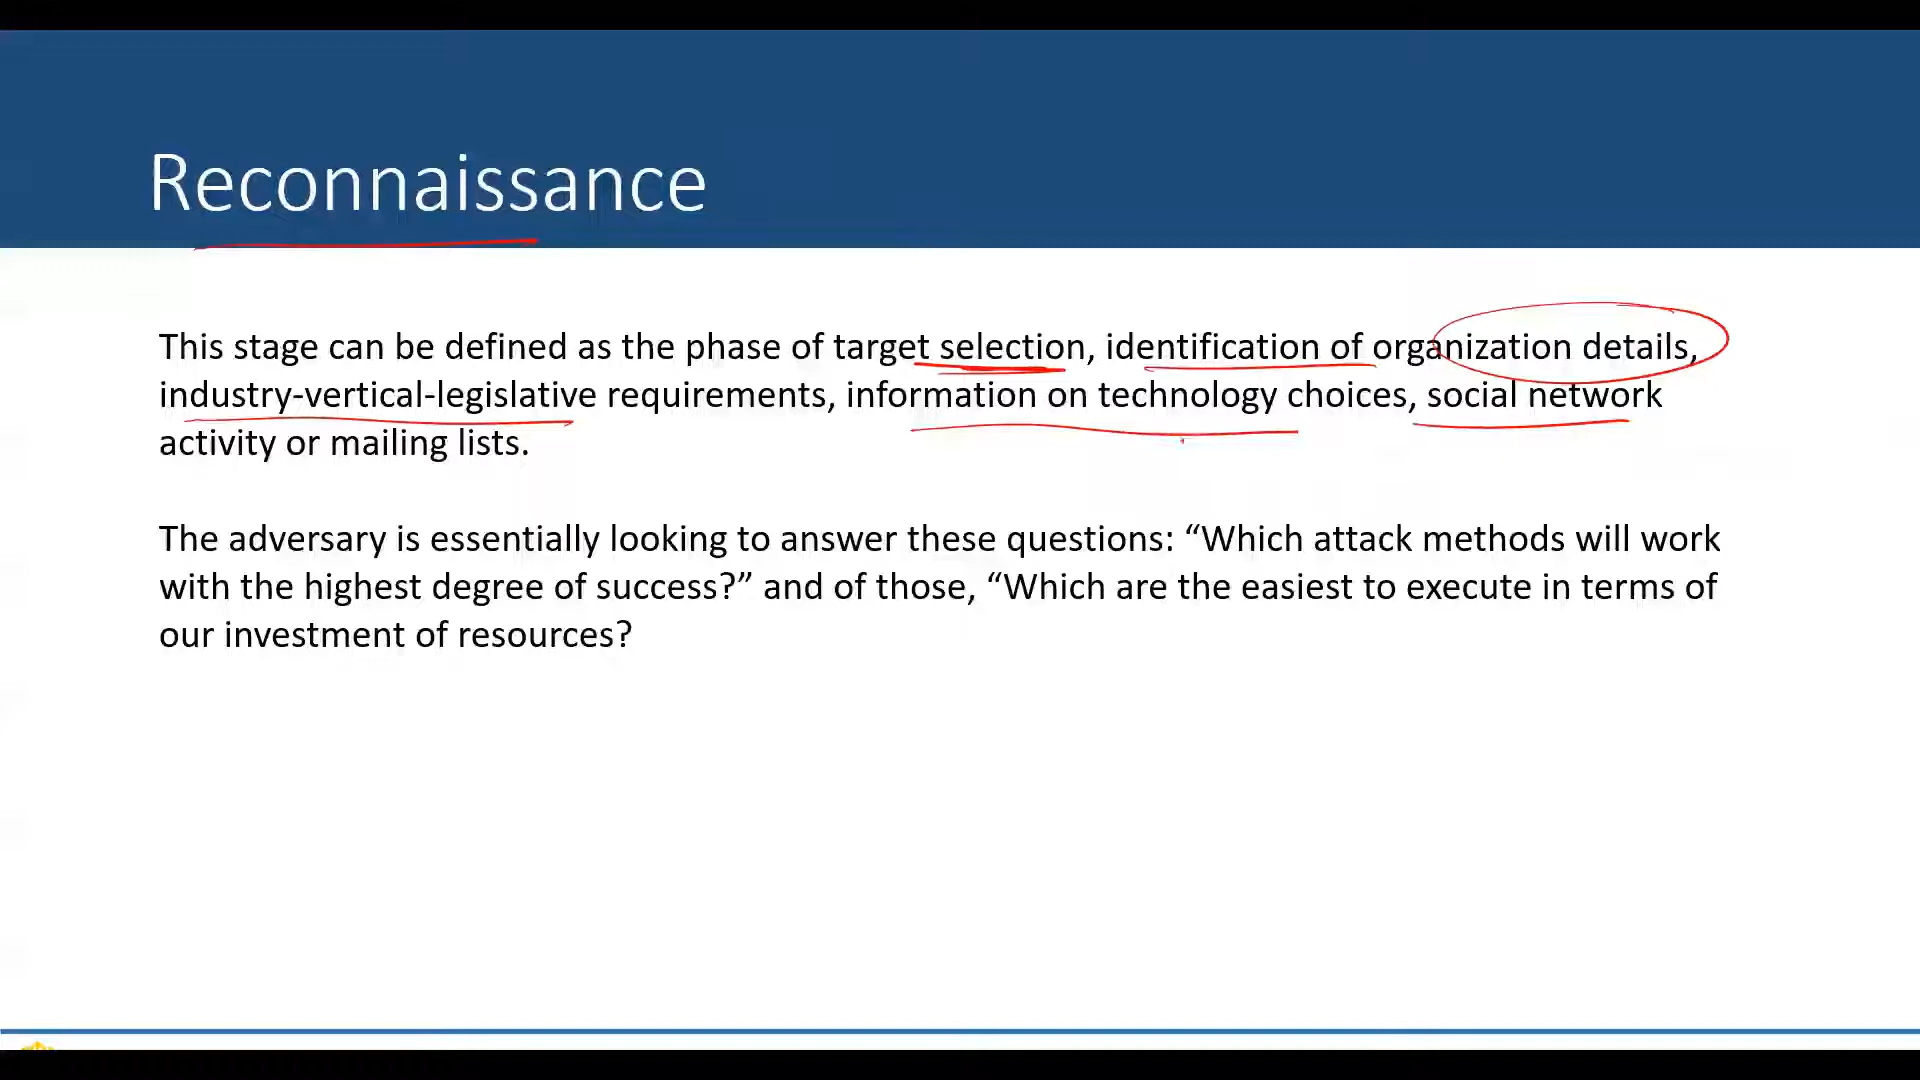 Reconnaissance
This stage can be defined as the phase of target selection, identification of organization details,
industry-vertical-legislative requirements, information on technology choices, social network
activity or mailing lists.
The adversary is essentially looking to answer these questions: “Which attack methods will work
with the highest degree of success?” and of those, “Which are the easiest to execute in terms of
our investment of resources?